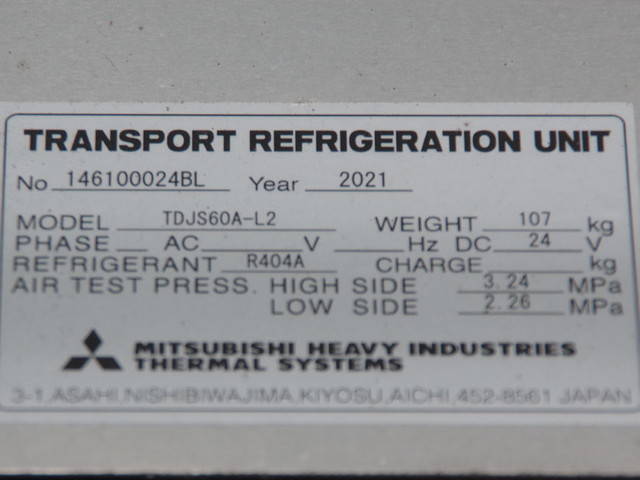 TRANSPORT REFRIGERATION UNIT
No 146100024BL Year 2021
MODEL TDJS60A-L2 WEIGHT 107 kg
PHASE AC V Hz DC 24 V
REFRIGERANT R404A CHARGE kg
AIR TEST PRESS. HIGH SIDE 3.24 MPa
LOW SIDE 2.26 MPa
MITSUBISHI HEAVY INDUSTRIES
THERMAL SYSTEMS
3-1,ASAHI,NISHIBIWAJIMA,KIYOSU,AICHI,452-8561 JAPAN